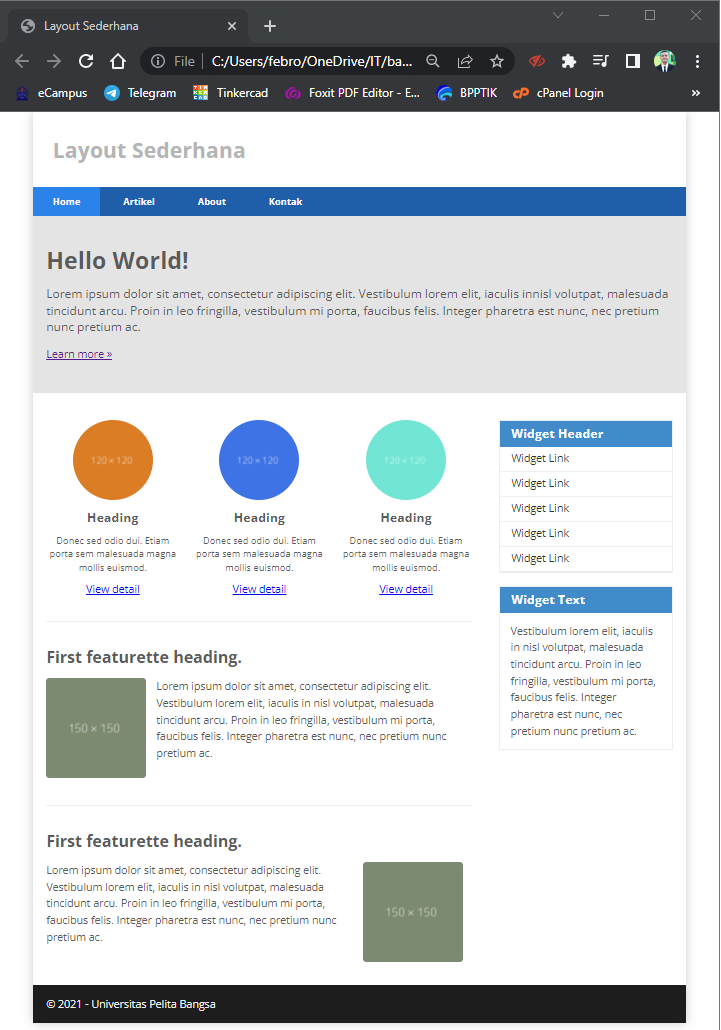 Layout Sederhana
File C:/Users/febro/OneDrive/IT/ba...
eCampus Telegram Tinkercad Foxit PDF Editor - E... BPPTIK cPanel Login »
Layout Sederhana
Home Artikel About Kontak
Hello World!
Lorem ipsum dolor sit amet, consectetur adipiscing elit. Vestibulum lorem elit, iaculis innisl volutpat, malesuada
tincidunt arcu. Proin in leo fringilla, vestibulum mi porta, faucibus felis. Integer pharetra est nunc, nec pretium
nunc pretium ac.
Learn more »
120 × 120 120 × 120 120 × 120
Heading Heading Heading
Donec sed odio dui. Etiam
porta sem malesuada magna
mollis euismod.
View detail
Donec sed odio dui. Etiam
porta sem malesuada magna
mollis euismod.
View detail
Donec sed odio dui. Etiam
porta sem malesuada magna
mollis euismod.
View detail
First featurette heading.
150 × 150
Lorem ipsum dolor sit amet, consectetur adipiscing elit.
Vestibulum lorem elit, iaculis in nisl volutpat, malesuada
tincidunt arcu. Proin in leo fringilla, vestibulum mi porta,
faucibus felis. Integer pharetra est nunc, nec pretium nunc
pretium ac.
First featurette heading.
Lorem ipsum dolor sit amet, consectetur adipiscing elit.
Vestibulum lorem elit, iaculis in nisl volutpat, malesuada
tincidunt arcu. Proin in leo fringilla, vestibulum mi porta,
faucibus felis. Integer pharetra est nunc, nec pretium nunc
pretium ac.
150 × 150
Widget Header
Widget Link
Widget Link
Widget Link
Widget Link
Widget Link
Widget Text
Vestibulum lorem elit, iaculis
in nisl volutpat, malesuada
tincidunt arcu. Proin in leo
fringilla, vestibulum mi porta,
faucibus felis. Integer
pharetra est nunc, nec
pretium nunc pretium ac.
© 2021 - Universitas Pelita Bangsa